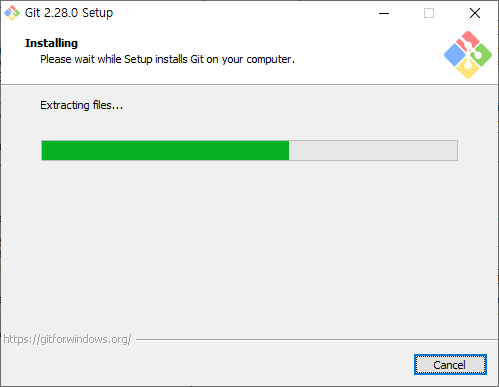 Git 2.28.0 Setup
Installing
Please wait while Setup installs Git on your computer.
Extracting files...
https://gitforwindows.org/
Cancel